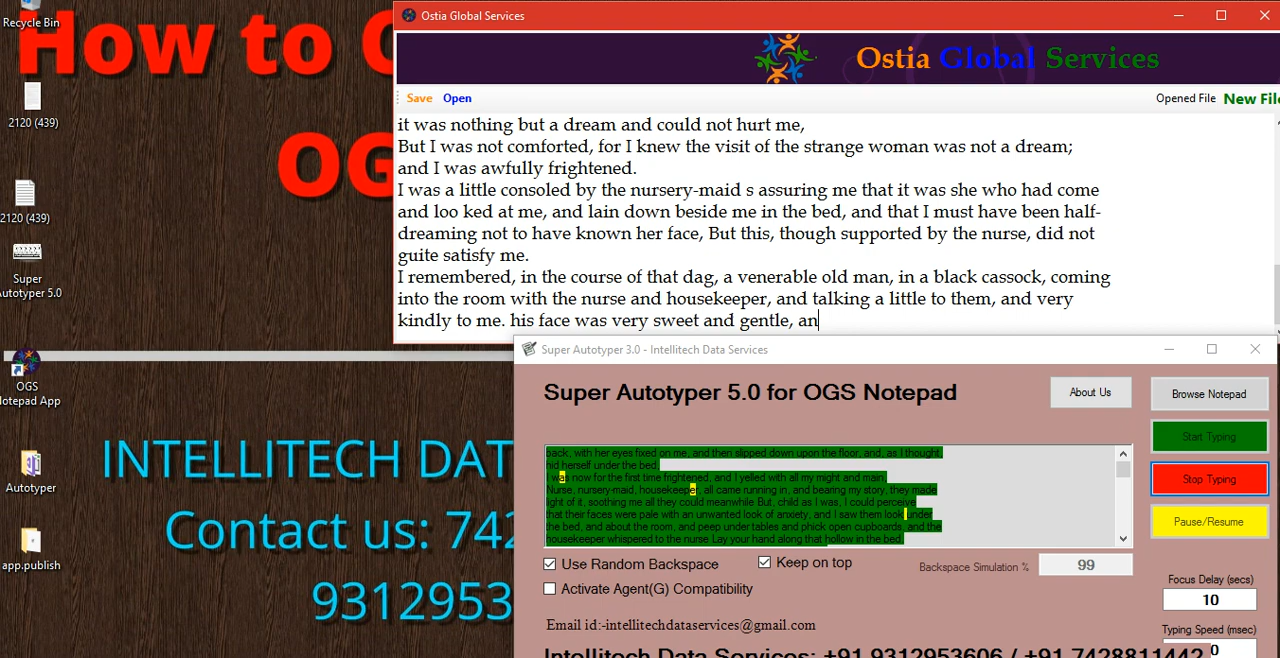 Recycle Bin
How to
2120 (439)
OG
2120 (439)
Super
Autotyper 5.0
OGS
Notepad App
INTELLITECH DAT
Autotyper
Contact us: 742
app.publish
9312953
Ostia Global Services
Ostia Global Services
Save Open
Opened File New File
it was nothing but a dream and could not hurt me,
But I was not comforted, for I knew the visit of the strange woman was not a dream;
and I was awfully frightened.
I was a little consoled by the nursery-maid s assuring me that it was she who had come
and loo ked at me, and lain down beside me in the bed, and that I must have been half-
dreaming not to have known her face, But this, though supported by the nurse, did not
guite satisfy me.
I remembered, in the course of that dag, a venerable old man, in a black cassock, coming
into the room with the nurse and housekeeper, and talking a little to them, and very
kindly to me. his face was very sweet and gentle, an
Super Autotyper 3.0 - Intellitech Data Services
Super Autotyper 5.0 for OGS Notepad
About Us
Browse Notepad
back, with her eyes fixed on me, and then slipped down upon the floor, and, as I thought,
hid herself under the bed.
I was now for the first time frightened, and I yelled with all my might and main,
Nurse, nursery-maid, housekeeper, all came running in, and bearing my story, they made
light of it, soothing me all they could meanwhile But, child as I was, I could perceive
that their faces were pale with an unwanted look of anxiety, and I saw them look under
the bed, and about the room, and peep under tables and phick open cupboards, and the
housekeeper whispered to the nurse Lay your hand along that hollow in the bed,
Start Typing
Stop Typing
Pause/Resume
Use Random Backspace
Keep on top
Backspace Simulation % 99
Activate Agent(G) Compatibility
Focus Delay (secs)
10
Email id:-intellitechdataservices@gmail.com
Typing Speed (msec)
0
Intellitech Data Services: +91 9312953606 / +91 7428811442